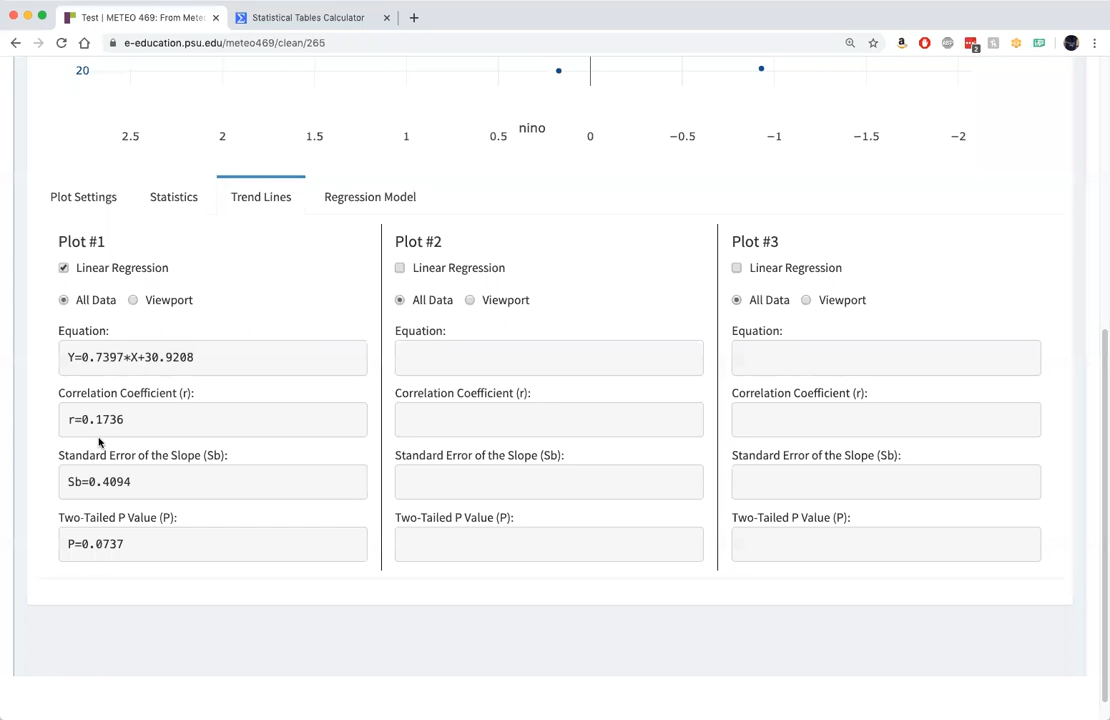 Test | METEO 469: From Mete
Statistical Tables Calculator
e-education.psu.edu/meteo469/clean/265
2
20
nino
2.5 2 1.5 1 0.5 0 −0.5 −1 −1.5 −2
Plot Settings Statistics Trend Lines Regression Model
Plot #1 Plot #2 Plot #3
Linear Regression Linear Regression Linear Regression
All Data Viewport All Data Viewport All Data Viewport
Equation: Equation: Equation:
Y=0.7397*X+30.9208
Correlation Coefficient (r): Correlation Coefficient (r): Correlation Coefficient (r):
r=0.1736
Standard Error of the Slope (Sb): Standard Error of the Slope (Sb): Standard Error of the Slope (Sb):
Sb=0.4094
Two-Tailed P Value (P): Two-Tailed P Value (P): Two-Tailed P Value (P):
P=0.0737